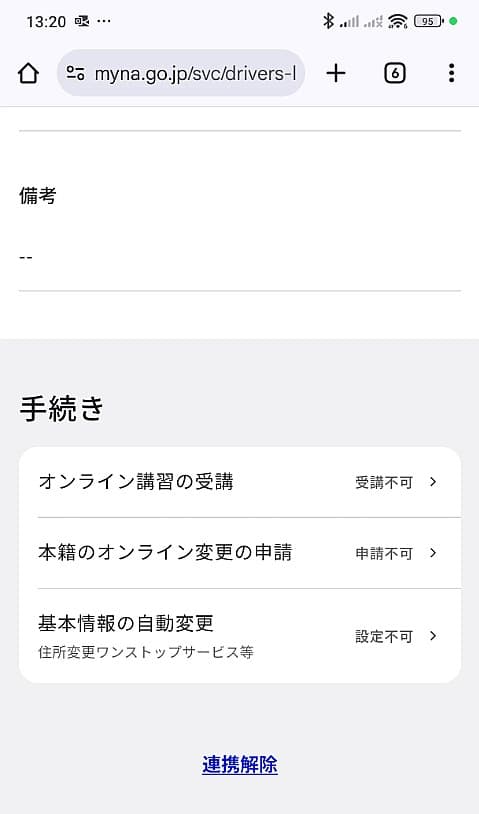 13:20
95
myna.go.jp/svc/drivers-l
6
備考
--
手続き
オンライン講習の受講 受講不可
本籍のオンライン変更の申請 申請不可
基本情報の自動変更 設定不可
住所変更ワンストップサービス等
連携解除